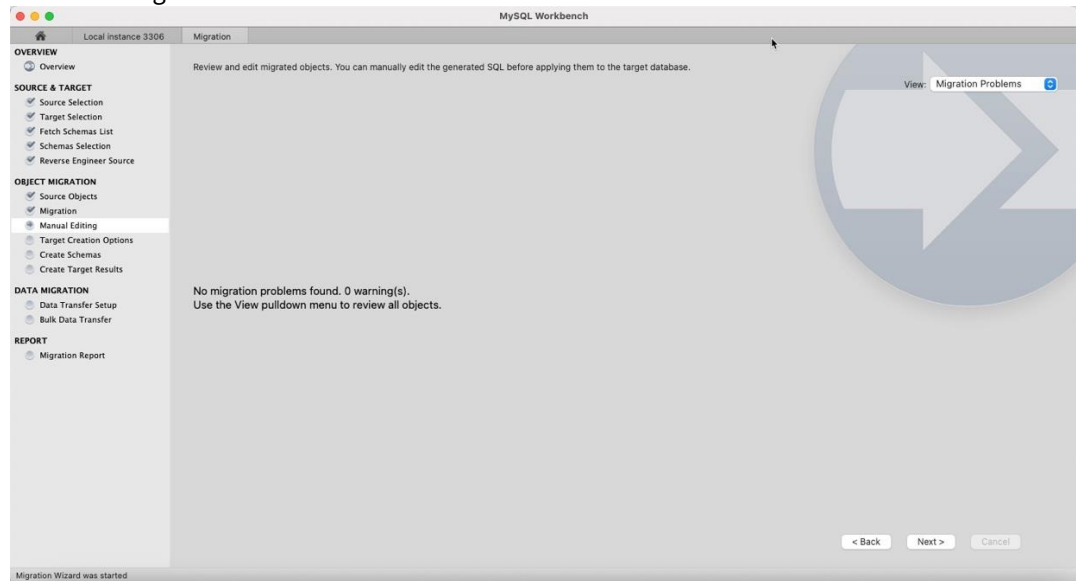 MySQL Workbench
Local instance 3306
Migration
OVERVIEW
Overview
SOURCE & TARGET
Source Selection
Target Selection
Fetch Schemas List
Schemas Selection
Reverse Engineer Source
OBJECT MIGRATION
Source Objects
Migration
Manual Editing
Target Creation Options
Create Schemas
Create Target Results
DATA MIGRATION
Data Transfer Setup
Bulk Data Transfer
REPORT
Migration Report
Review and edit migrated objects. You can manually edit the generated SQL before applying them to the target database.
View: Migration Problems
No migration problems found. 0 warning(s).
Use the View pulldown menu to review all objects.
< Back Next > Cancel
Migration Wizard was started